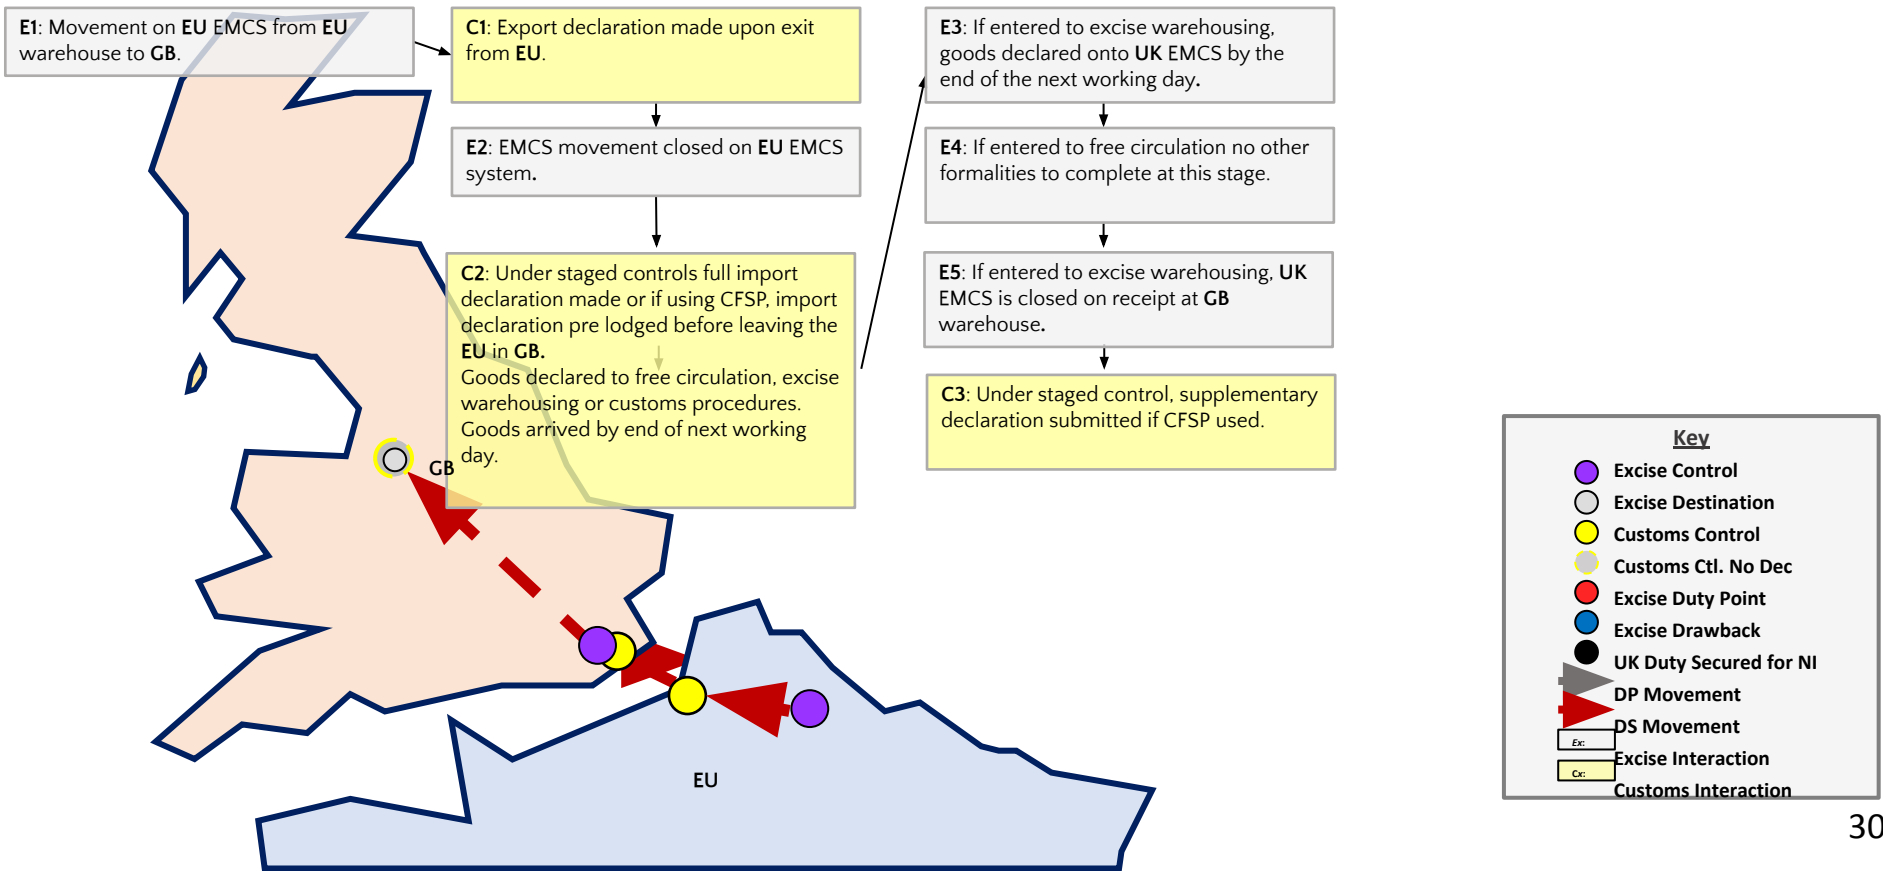 E1: Movement on EU EMCS from EU
warehouse to GB.
C1: Export declaration made upon exit
from EU.
E2: EMCS movement closed on EU EMCS
system.
C2: Under staged controls full import
declaration made or if using CFSP, import
declaration pre lodged before leaving the
EU in GB.
Goods declared to free circulation, excise
warehousing or customs procedures.
Goods arrived by end of next working
day.
E3: If entered to excise warehousing,
goods declared onto UK EMCS by the
end of the next working day.
E4: If entered to free circulation no other
formalities to complete at this stage.
E5: If entered to excise warehousing, UK
EMCS is closed on receipt at GB
warehouse.
C3: Under staged control, supplementary
declaration submitted if CFSP used.
GB
EU
Key
Excise Control
Excise Destination
Customs Control
Customs Ctl. No Dec
Excise Duty Point
Excise Drawback
UK Duty Secured for NI
DP Movement
DS Movement
Ex:
Excise Interaction
Cx:
Customs Interaction
30